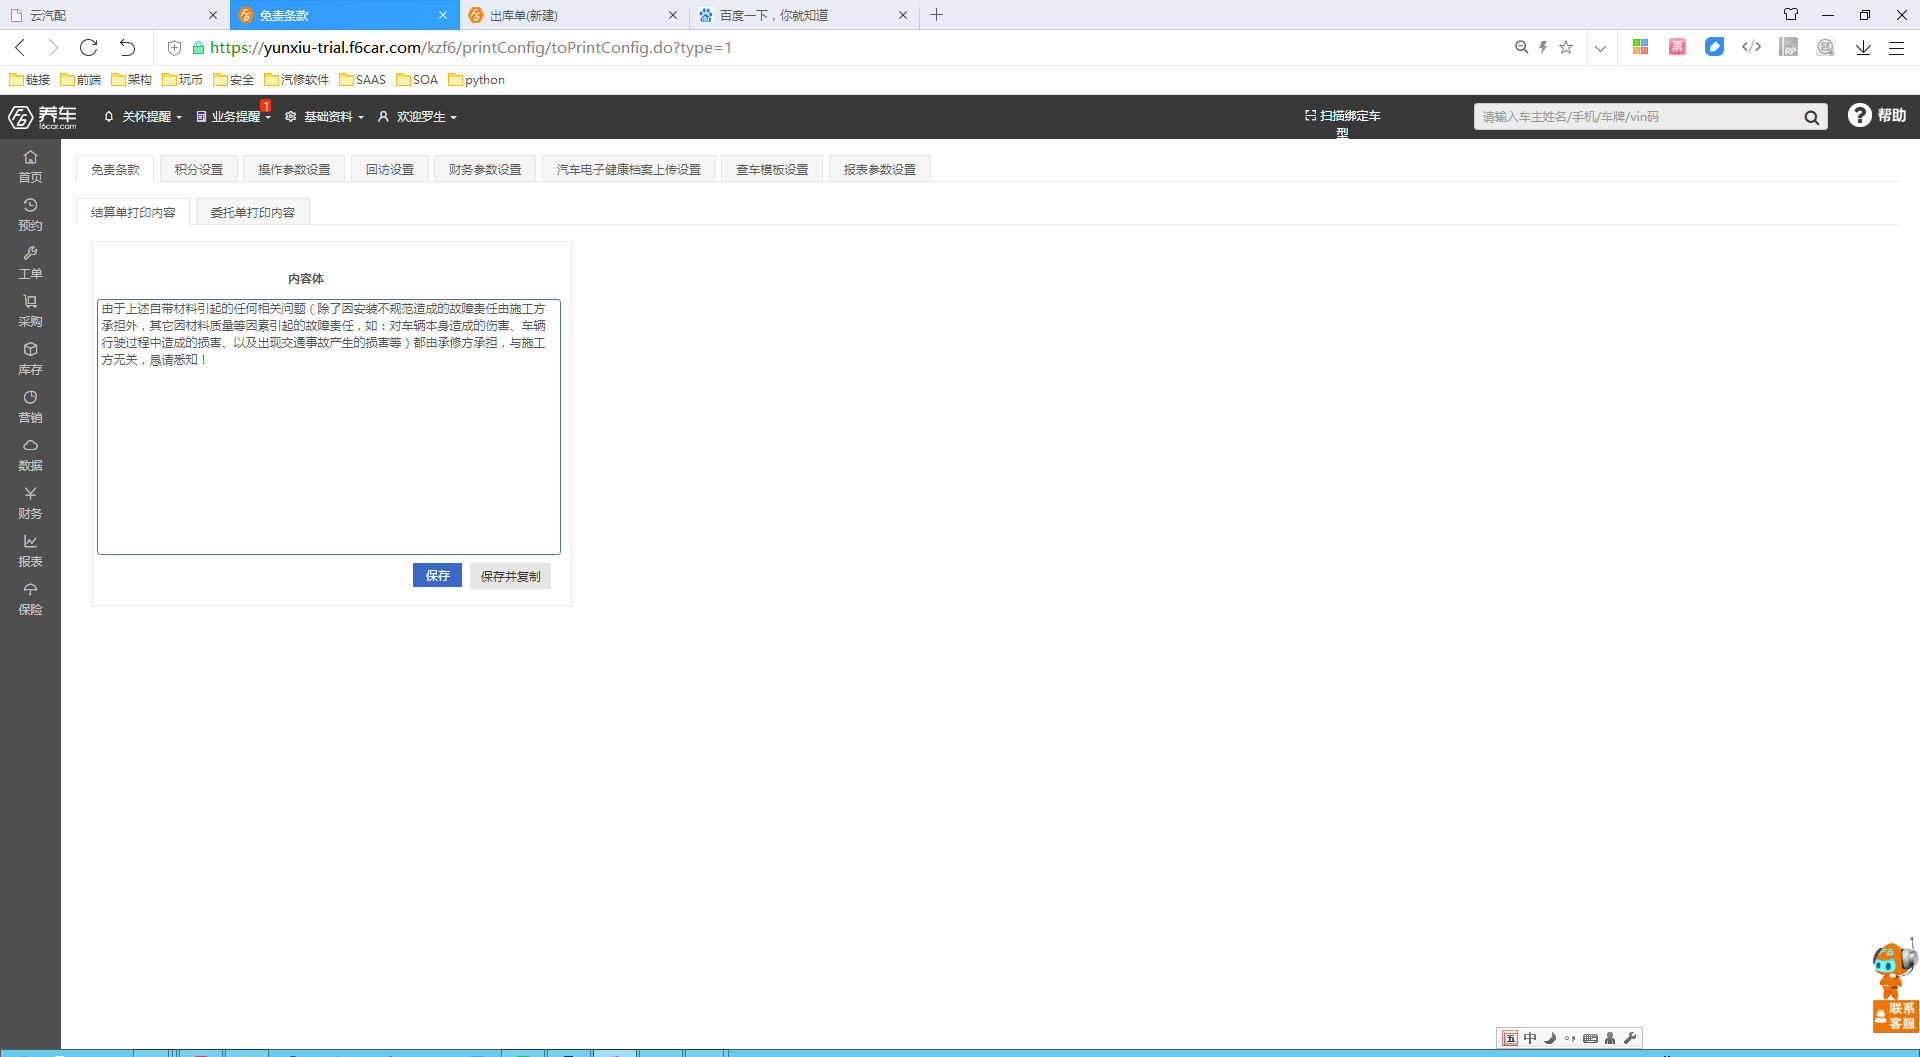 云汽配
免责条款
出库单(新建)
百度一下，你就知道
https://yunxiu-trial.f6car.com/kzf6/printConfig/toPrintConfig.do?type=1
票
RP
链接
前端
架构
玩币
安全
汽修软件
SAAS
SOA
python
F6 养车
f6car.com
关怀提醒
业务提醒
1
基础资料
欢迎罗生
扫描绑定车
型
请输入车主姓名/手机/车牌/vin码
帮助
首页
预约
工单
采购
库存
营销
数据
财务
报表
保险
免责条款
积分设置
操作参数设置
回访设置
财务参数设置
汽车电子健康档案上传设置
查车模板设置
报表参数设置
结算单打印内容
委托单打印内容
内容体
由于上述自带材料引起的任何相关问题（除了因安装不规范造成的故障责任由施工方
承担外，其它因材料质量等因素引起的故障责任，如：对车辆本身造成的伤害、车辆
行驶过程中造成的损害、以及出现交通事故产生的损害等）都由承修方承担，与施工
方无关，恳请悉知！
保存
保存并复制
F6
联系
客服
五
中